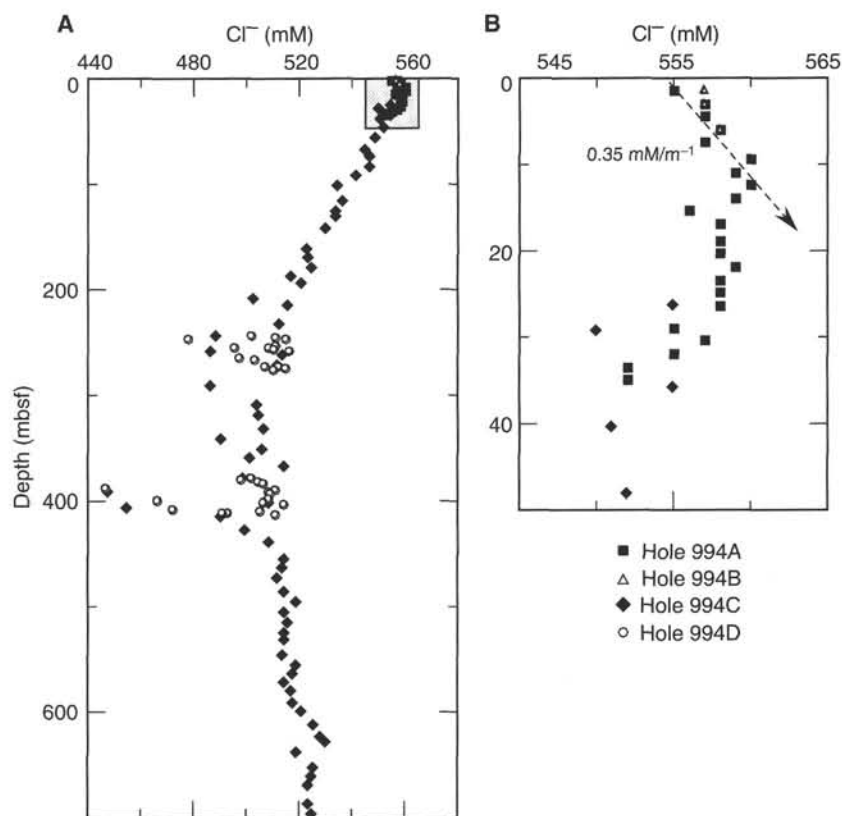 A
Cl⁻ (mM)
440 480 520 560
0
200
400
600
Depth (mbsf)
B
Cl⁻ (mM)
545 555 565
0
20
40
0.35 mM/m⁻¹
Hole 994A
Hole 994B
Hole 994C
Hole 994D